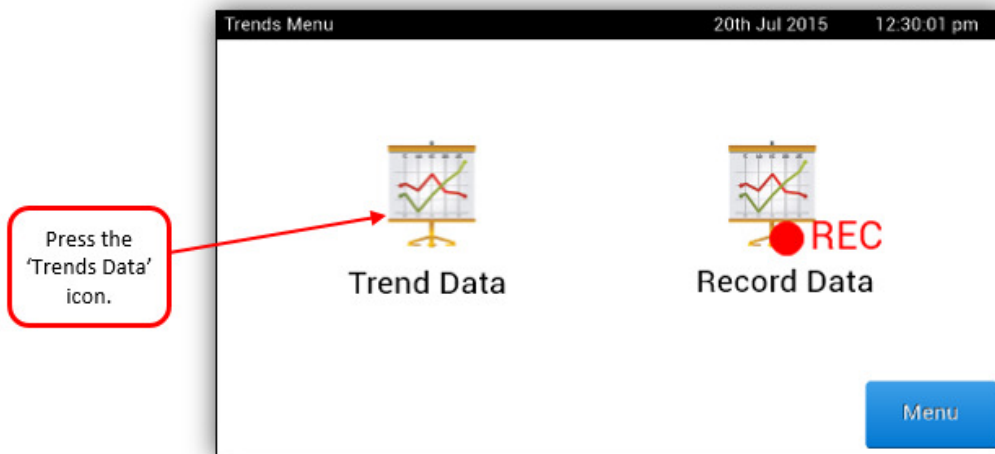 Trends Menu 20th Jul 2015 12:30:01 pm
Press the
'Trends Data'
icon.
REC
Trend Data
Record Data
Menu